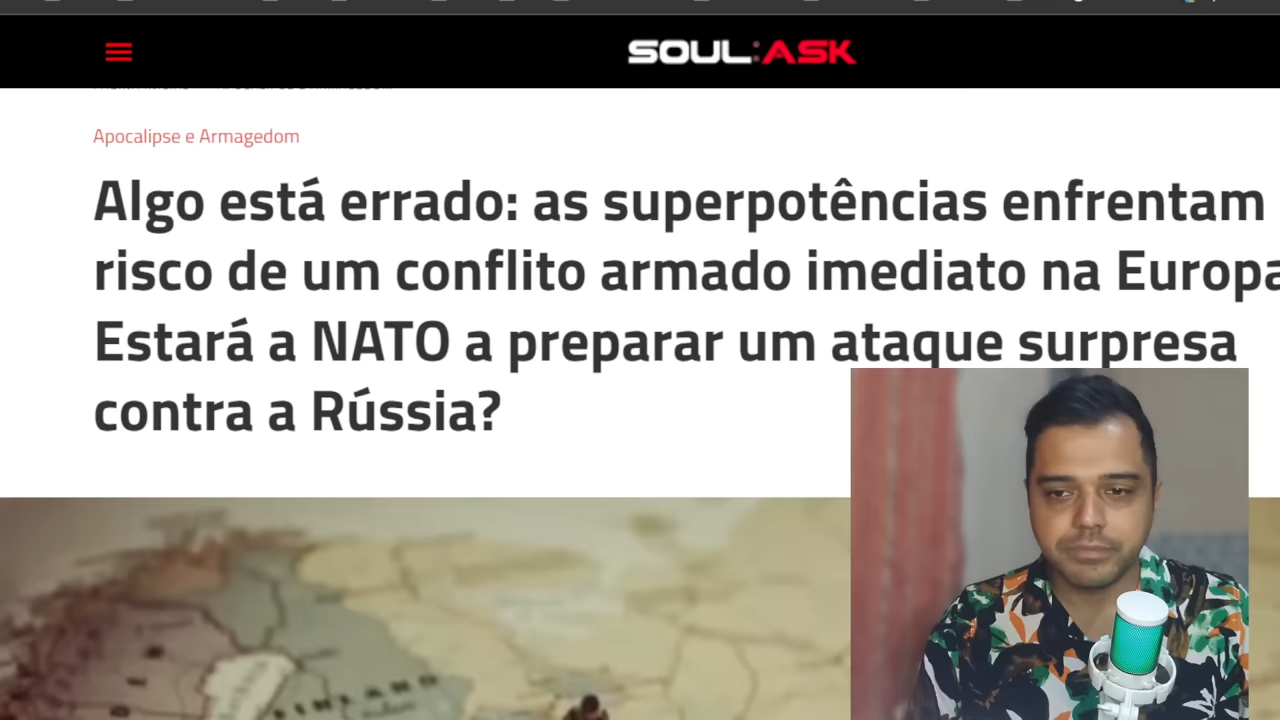 SOUL:ASK
Apocalipse e Armagedom
Algo está errado: as superpotências enfrentam
risco de um conflito armado imediato na Europa
Estará a NATO a preparar um ataque surpresa
contra a Rússia?
FINLAND